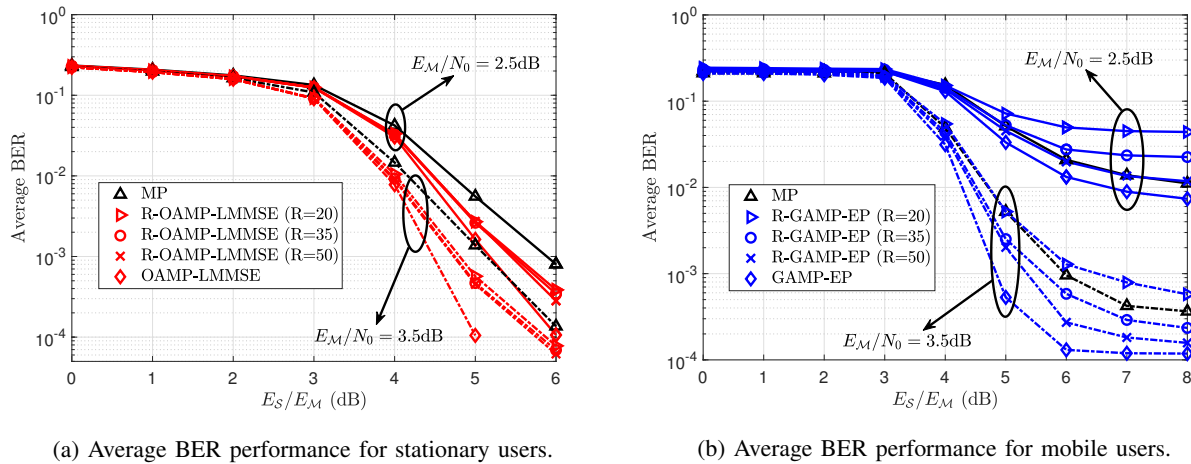 10^0
10^-1
10^-2
10^-3
10^-4
Average BER
E_M/N_0 = 2.5dB
MP
R-OAMP-LMMSE (R=20)
R-OAMP-LMMSE (R=35)
R-OAMP-LMMSE (R=50)
OAMP-LMMSE
E_M/N_0 = 3.5dB
0 1 2 3 4 5 6
E_S/E_M (dB)
(a) Average BER performance for stationary users.
10^0
10^-1
10^-2
10^-3
10^-4
Average BER
E_M/N_0 = 2.5dB
MP
R-GAMP-EP (R=20)
R-GAMP-EP (R=35)
R-GAMP-EP (R=50)
GAMP-EP
E_M/N_0 = 3.5dB
0 1 2 3 4 5 6 7 8
E_S/E_M (dB)
(b) Average BER performance for mobile users.